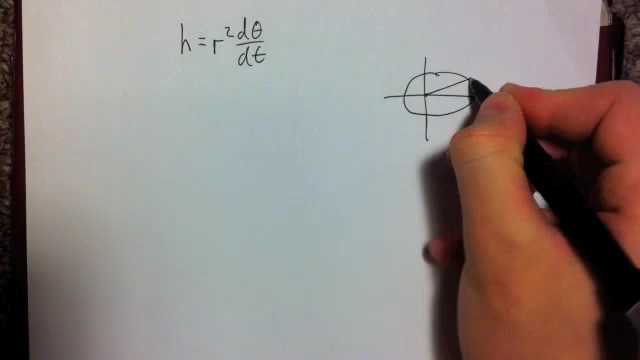 h = r² dθ/dt